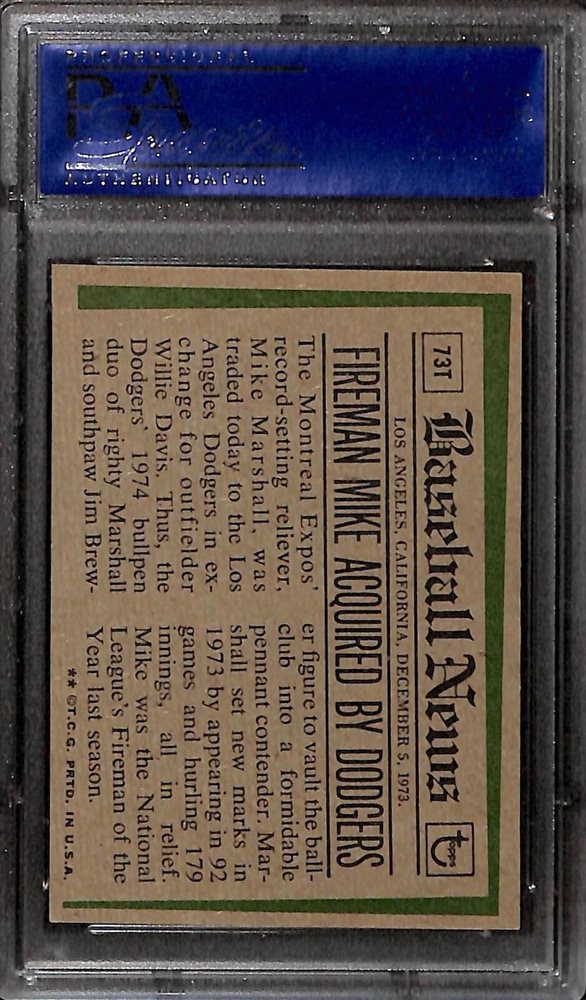 PROFESSIONAL
PSA
AUTHENTICATOR
73T
Baseball News
topps
LOS ANGELES, CALIFORNIA, DECEMBER 5, 1973.
FIREMAN MIKE ACQUIRED BY DODGERS
The Montreal Expos'
record-setting reliever,
Mike Marshall, was
traded today to the Los
Angeles Dodgers in ex-
change for outfielder
Willie Davis. Thus, the
Dodgers' 1974 bullpen
duo of righty Marshall
and southpaw Jim Brew-
er figure to vault the ball-
club into a formidable
pennant contender. Mar-
shall set new marks in
1973 by appearing in 92
games and hurling 179
innings, all in relief.
Mike was the National
League's Fireman of the
Year last season.
** ©T.C.G. PRTD. IN U.S.A.